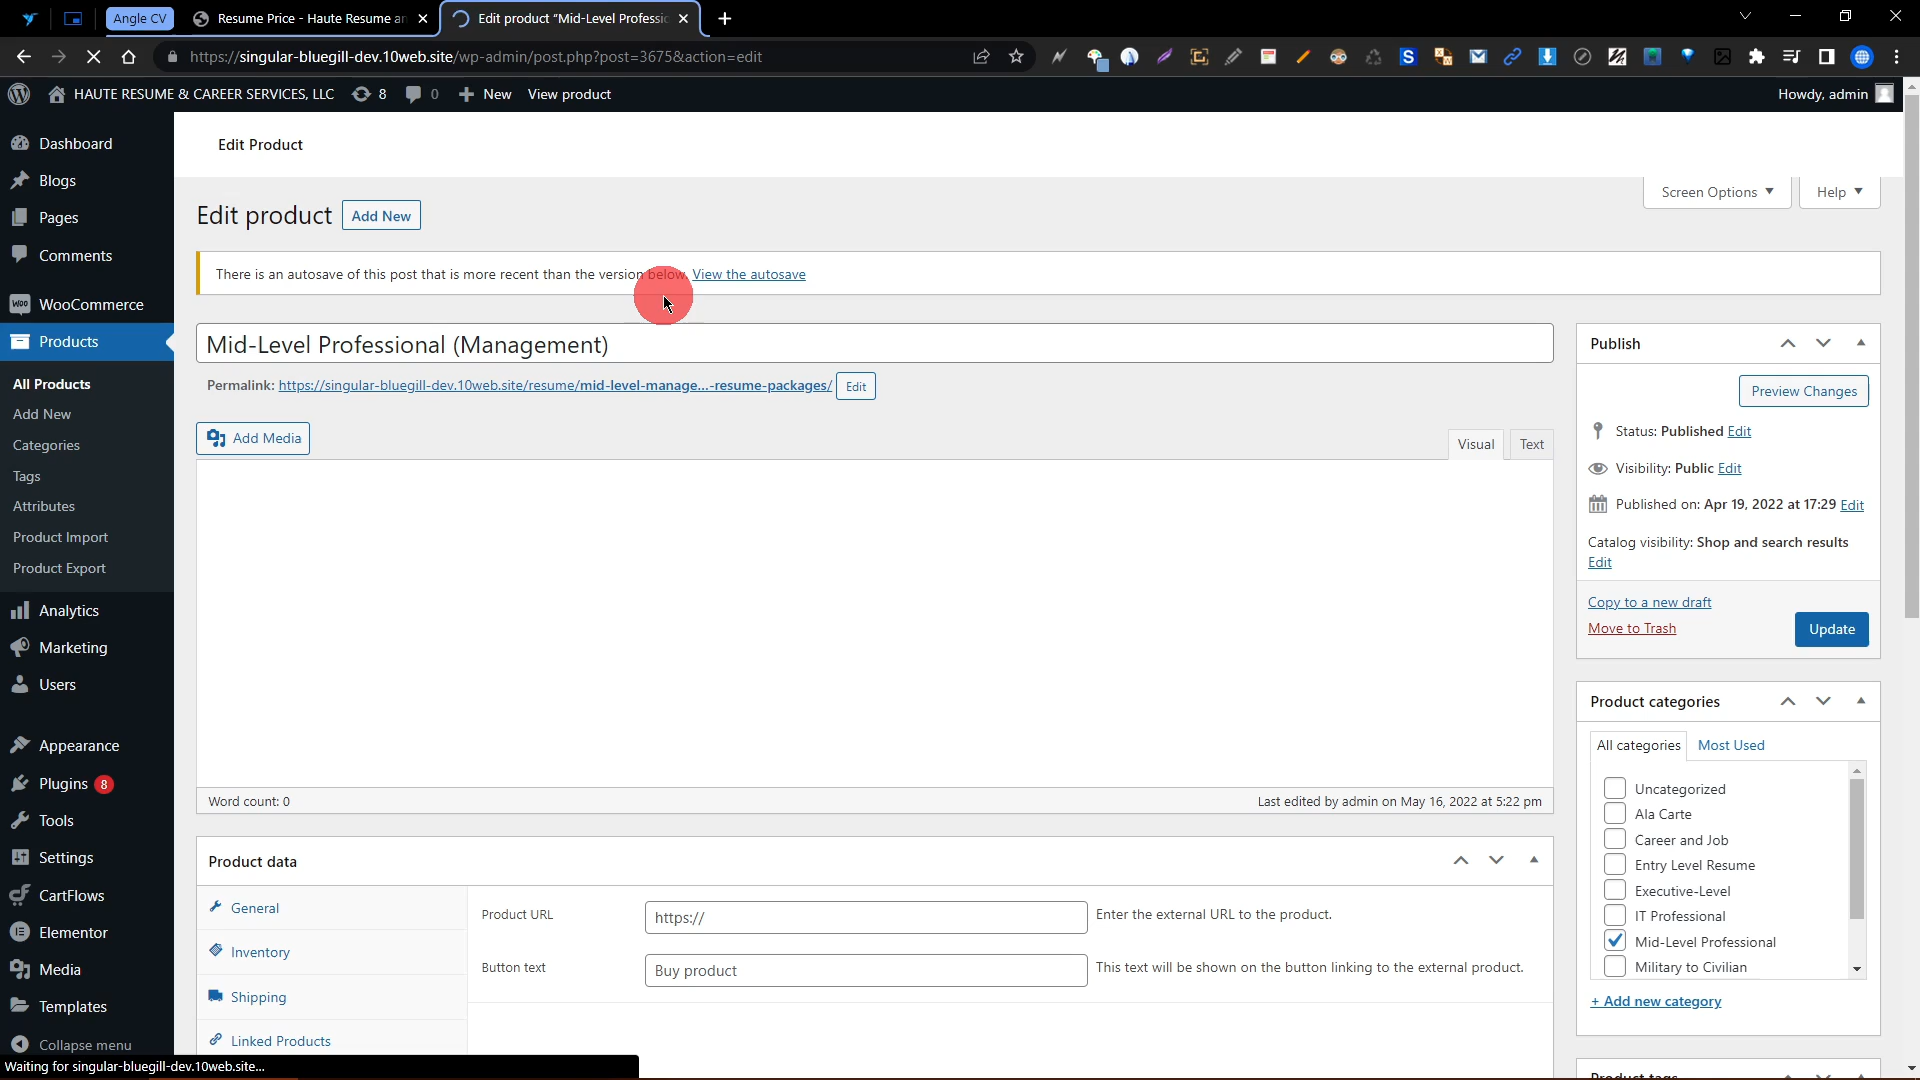 Angle CV
Resume Price - Haute Resume an
Edit product "Mid-Level Professio
https://singular-bluegill-dev.10web.site/wp-admin/post.php?post=3675&action=edit
HAUTE RESUME & CAREER SERVICES, LLC
8
0
New
View product
Howdy, admin
Dashboard
Blogs
Pages
Comments
WooCommerce
Products
All Products
Add New
Categories
Tags
Attributes
Product Import
Product Export
Analytics
Marketing
Users
Appearance
Plugins 8
Tools
Settings
CartFlows
Elementor
Media
Templates
Collapse menu
Waiting for singular-bluegill-dev.10web.site...
Edit Product
Screen Options
Help
Edit product
Add New
There is an autosave of this post that is more recent than the version below. View the autosave
Mid-Level Professional (Management)
Permalink: https://singular-bluegill-dev.10web.site/resume/mid-level-manage...-resume-packages/ Edit
Add Media
Visual
Text
Word count: 0
Last edited by admin on May 16, 2022 at 5:22 pm
Product data
General
Inventory
Shipping
Linked Products
Product URL
https://
Enter the external URL to the product.
Button text
Buy product
This text will be shown on the button linking to the external product.
Publish
Preview Changes
Status: Published Edit
Visibility: Public Edit
Published on: Apr 19, 2022 at 17:29 Edit
Catalog visibility: Shop and search results
Edit
Copy to a new draft
Move to Trash
Update
Product categories
All categories
Most Used
Uncategorized
Ala Carte
Career and Job
Entry Level Resume
Executive-Level
IT Professional
Mid-Level Professional
Military to Civilian
+ Add new category
Product tags